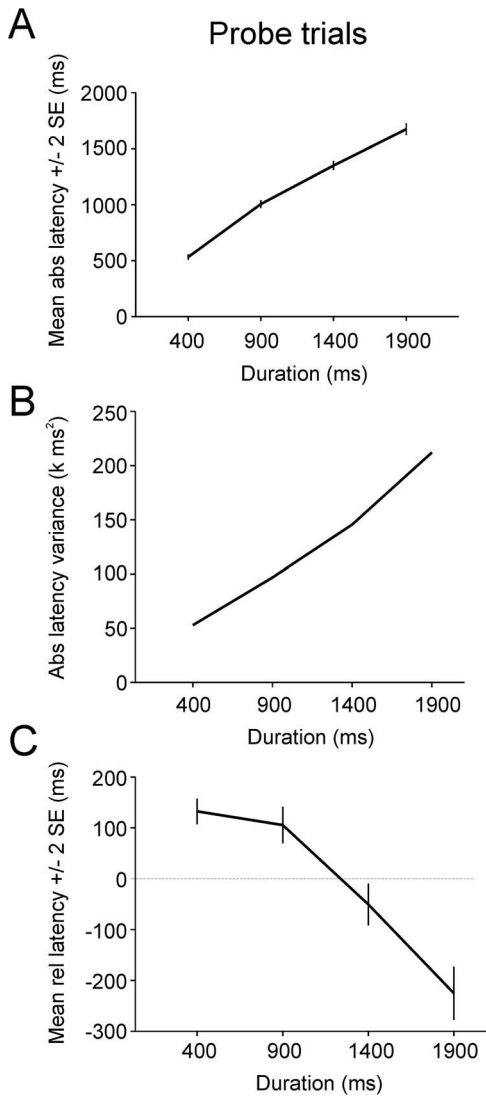 A
Probe trials
Mean abs latency +/- 2 SE (ms)
2000
1500
1000
500
0
400 900 1400 1900
Duration (ms)
B
Abs latency variance (k ms²)
250
200
150
100
50
0
400 900 1400 1900
Duration (ms)
C
Mean rel latency +/- 2 SE (ms)
200
100
0
-100
-200
-300
400 900 1400 1900
Duration (ms)